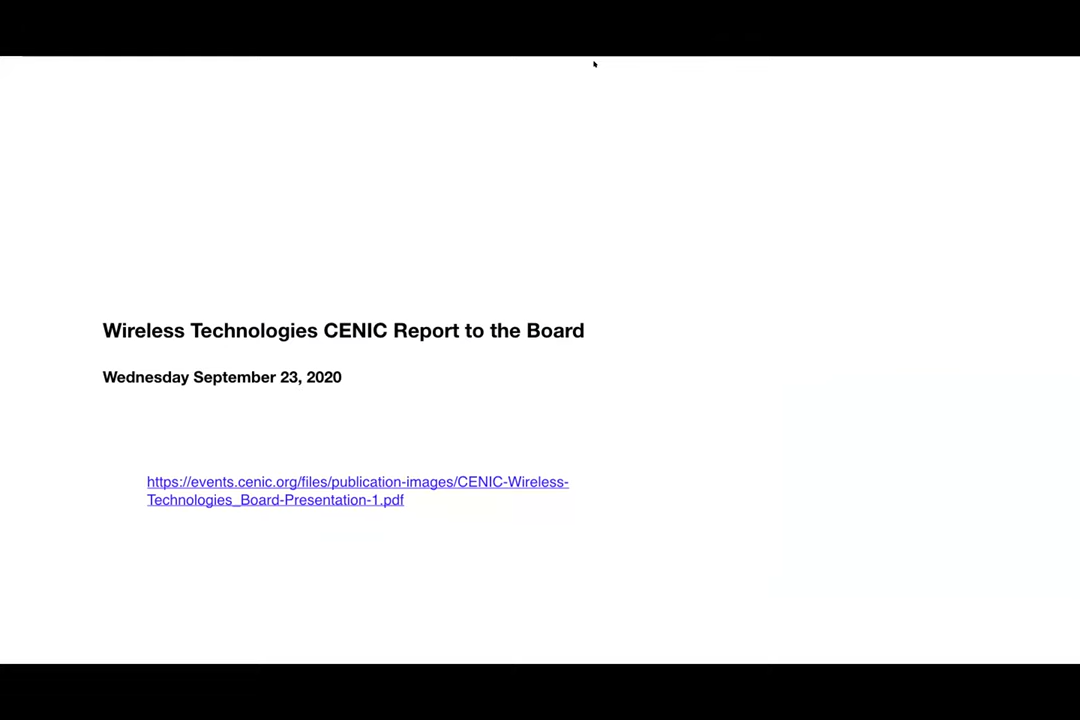 Wireless Technologies CENIC Report to the Board
Wednesday September 23, 2020
https://events.cenic.org/files/publication-images/CENIC-Wireless-
Technologies_Board-Presentation-1.pdf